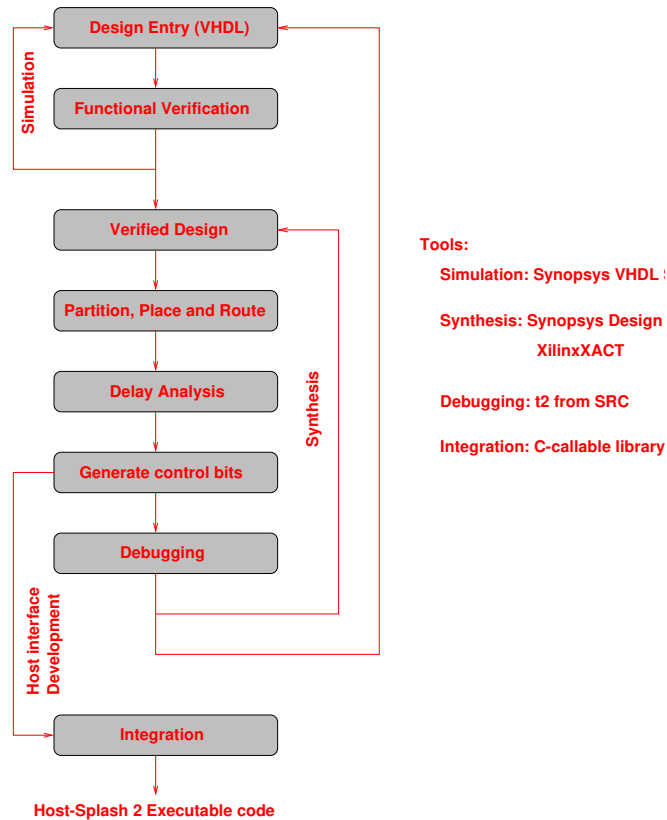 Design Entry (VHDL)
Simulation
Functional Verification
Verified Design
Partition, Place and Route
Delay Analysis
Synthesis
Generate control bits
Debugging
Host interface
Development
Integration
Host-Splash 2 Executable code
Tools:
Simulation: Synopsys VHDL
Synthesis: Synopsys Design
XilinxXACT
Debugging: t2 from SRC
Integration: C-callable library